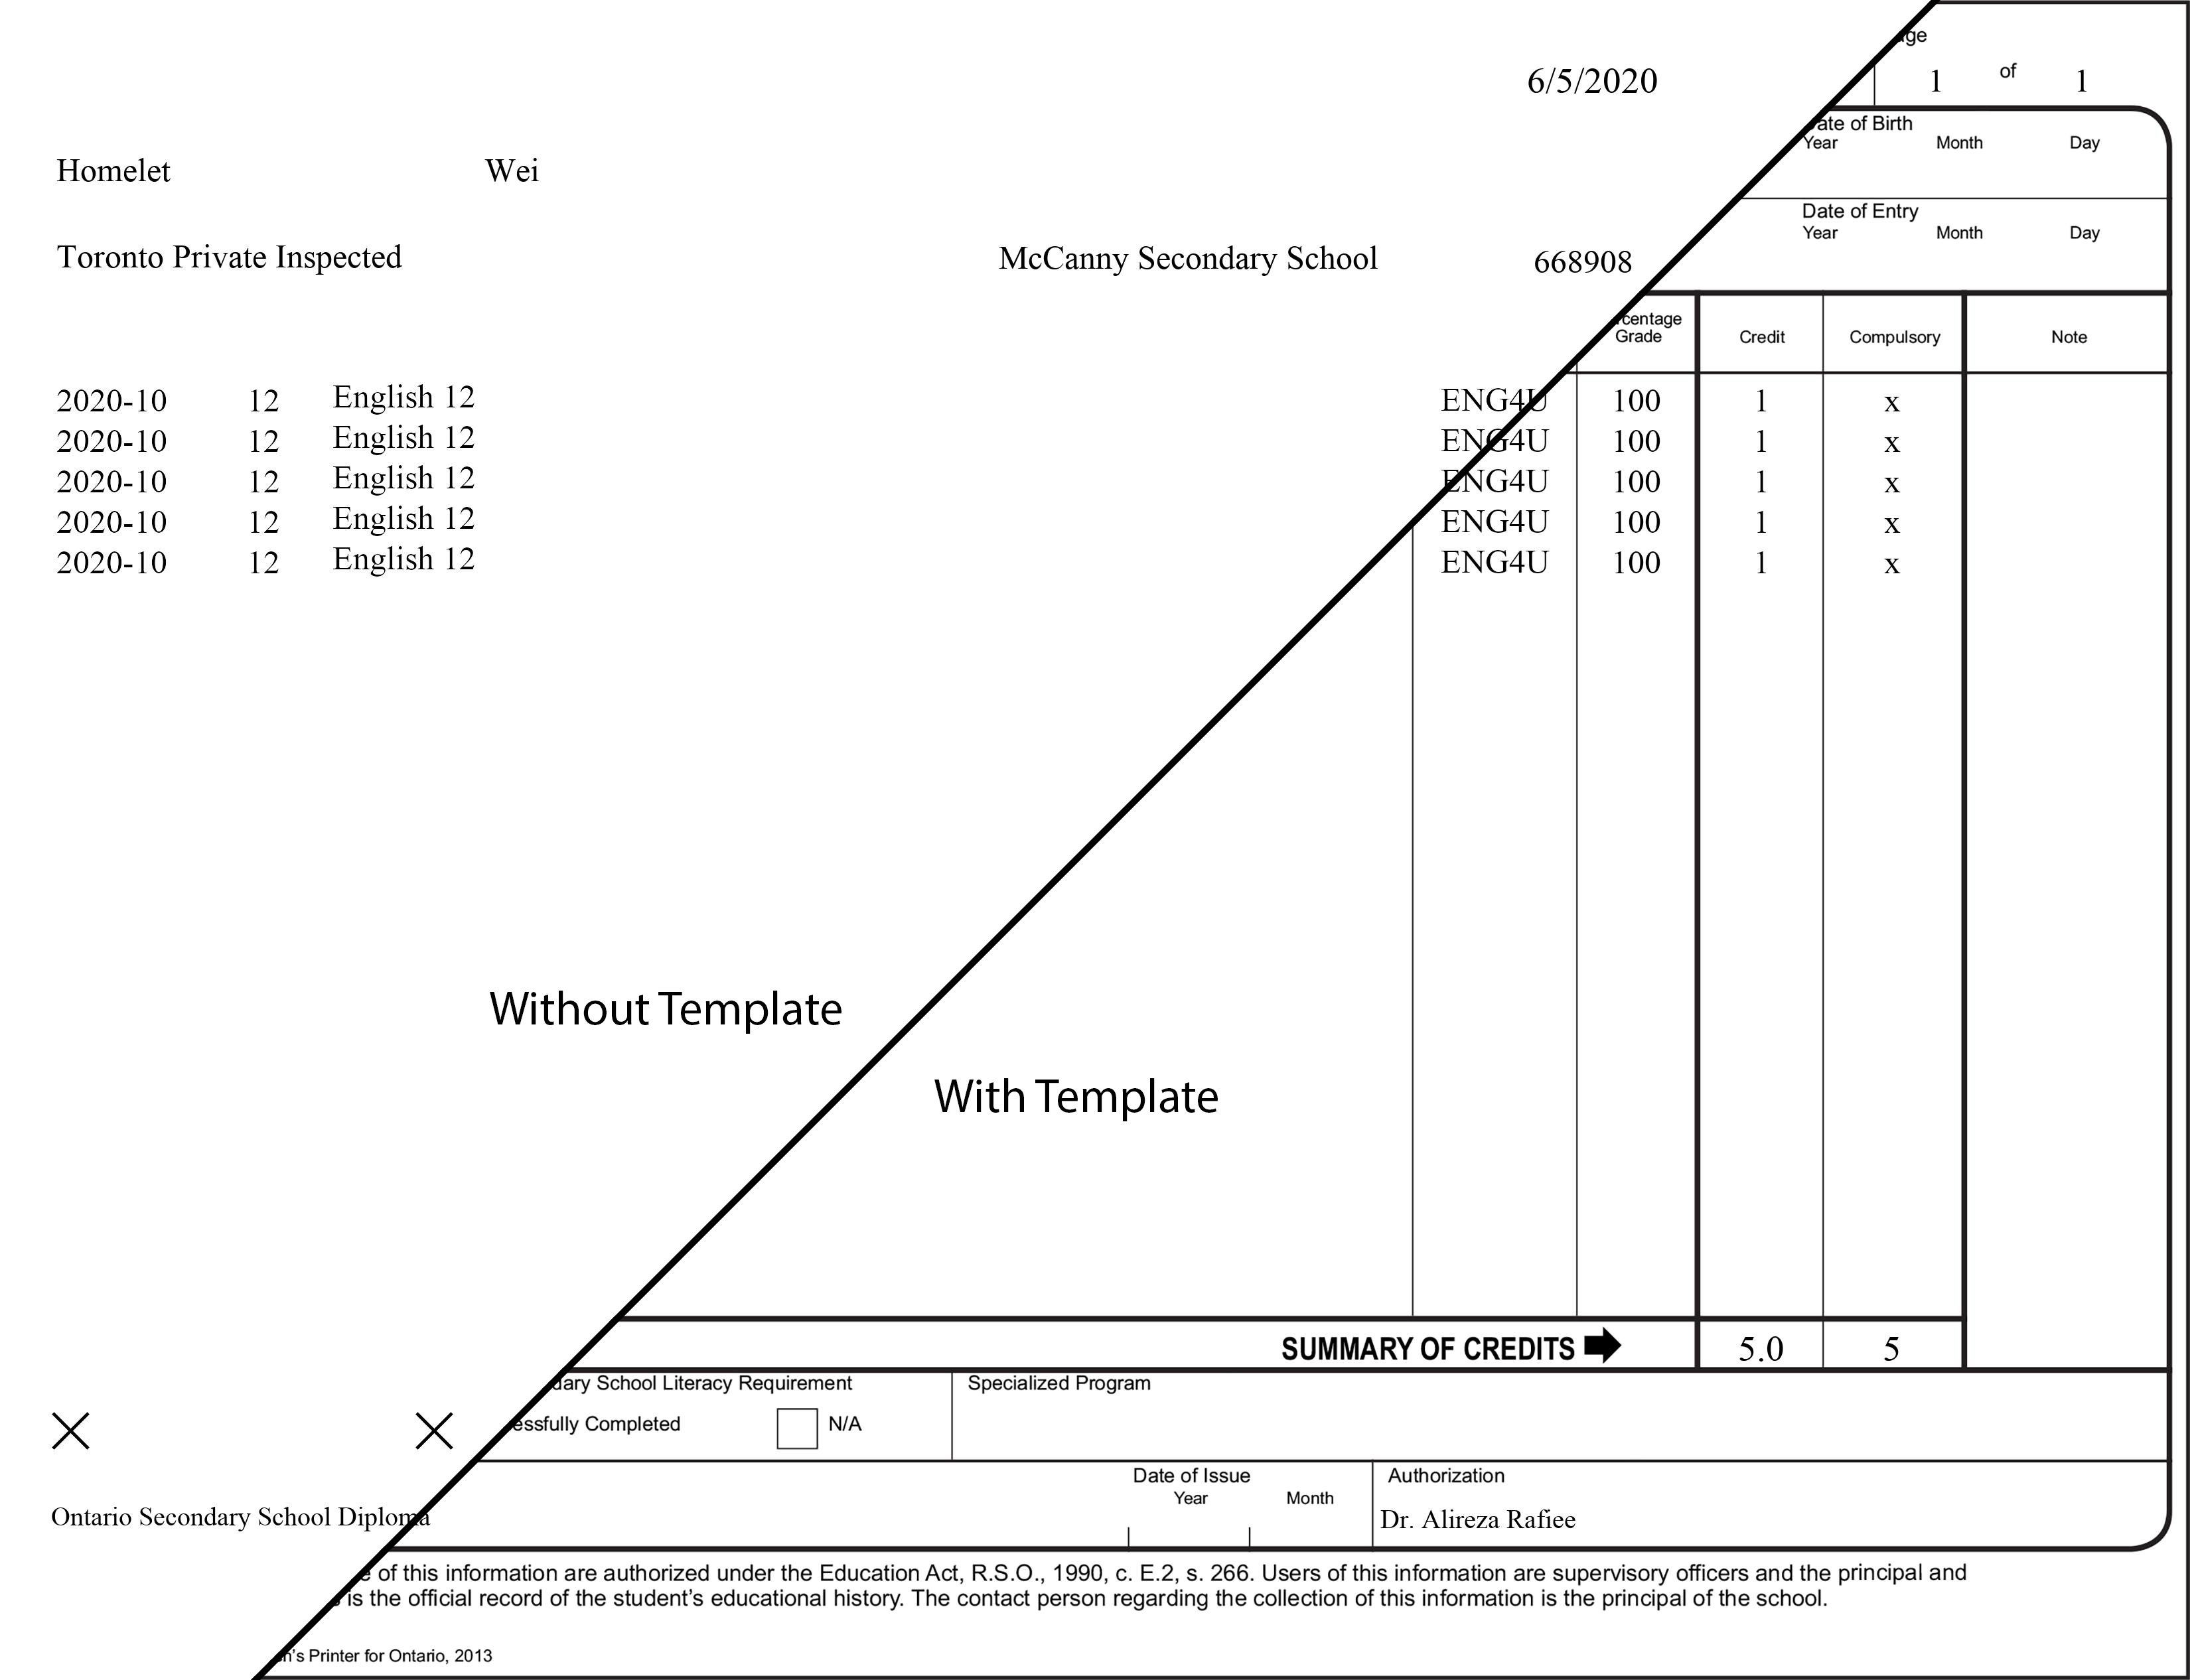 6/5/2020 1 of 1
Date of Birth
Year Month Day
Homelet Wei
Date of Entry
Year Month Day
Toronto Private Inspected McCanny Secondary School 668908
Grade Credit Compulsory Note
2020-10 12 English 12 ENG4U 100 1 x
2020-10 12 English 12 ENG4U 100 1 x
2020-10 12 English 12 ENG4U 100 1 x
2020-10 12 English 12 ENG4U 100 1 x
2020-10 12 English 12 ENG4U 100 1 x
Without Template
With Template
SUMMARY OF CREDITS 5.0 5
School Literacy Requirement Specialized Program
Completed N/A
Date of Issue Authorization
Year Month
Ontario Secondary School Diploma Dr. Alireza Rafiee
of this information are authorized under the Education Act, R.S.O., 1990, c. E.2, s. 266. Users of this information are supervisory officers and the principal and
is the official record of the student’s educational history. The contact person regarding the collection of this information is the principal of the school.
Printer for Ontario, 2013